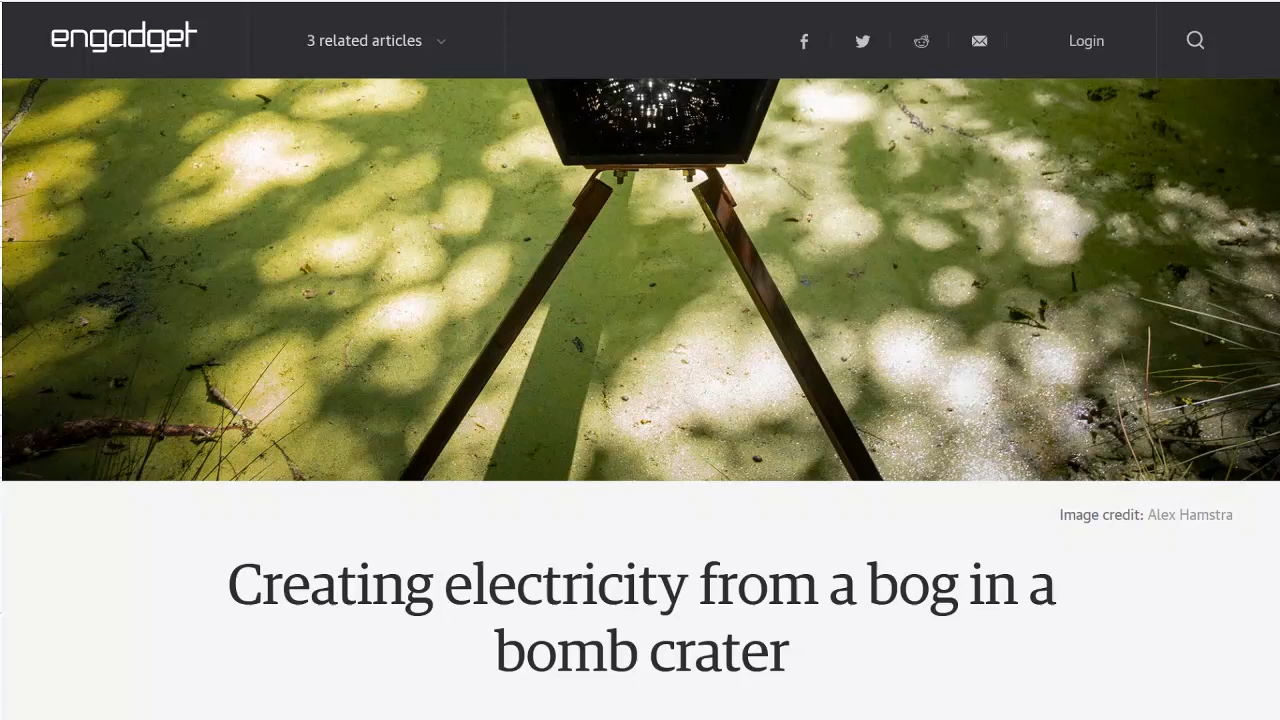 engadget
3 related articles
Login
Image credit: Alex Hamstra
Creating electricity from a bog in a
bomb crater